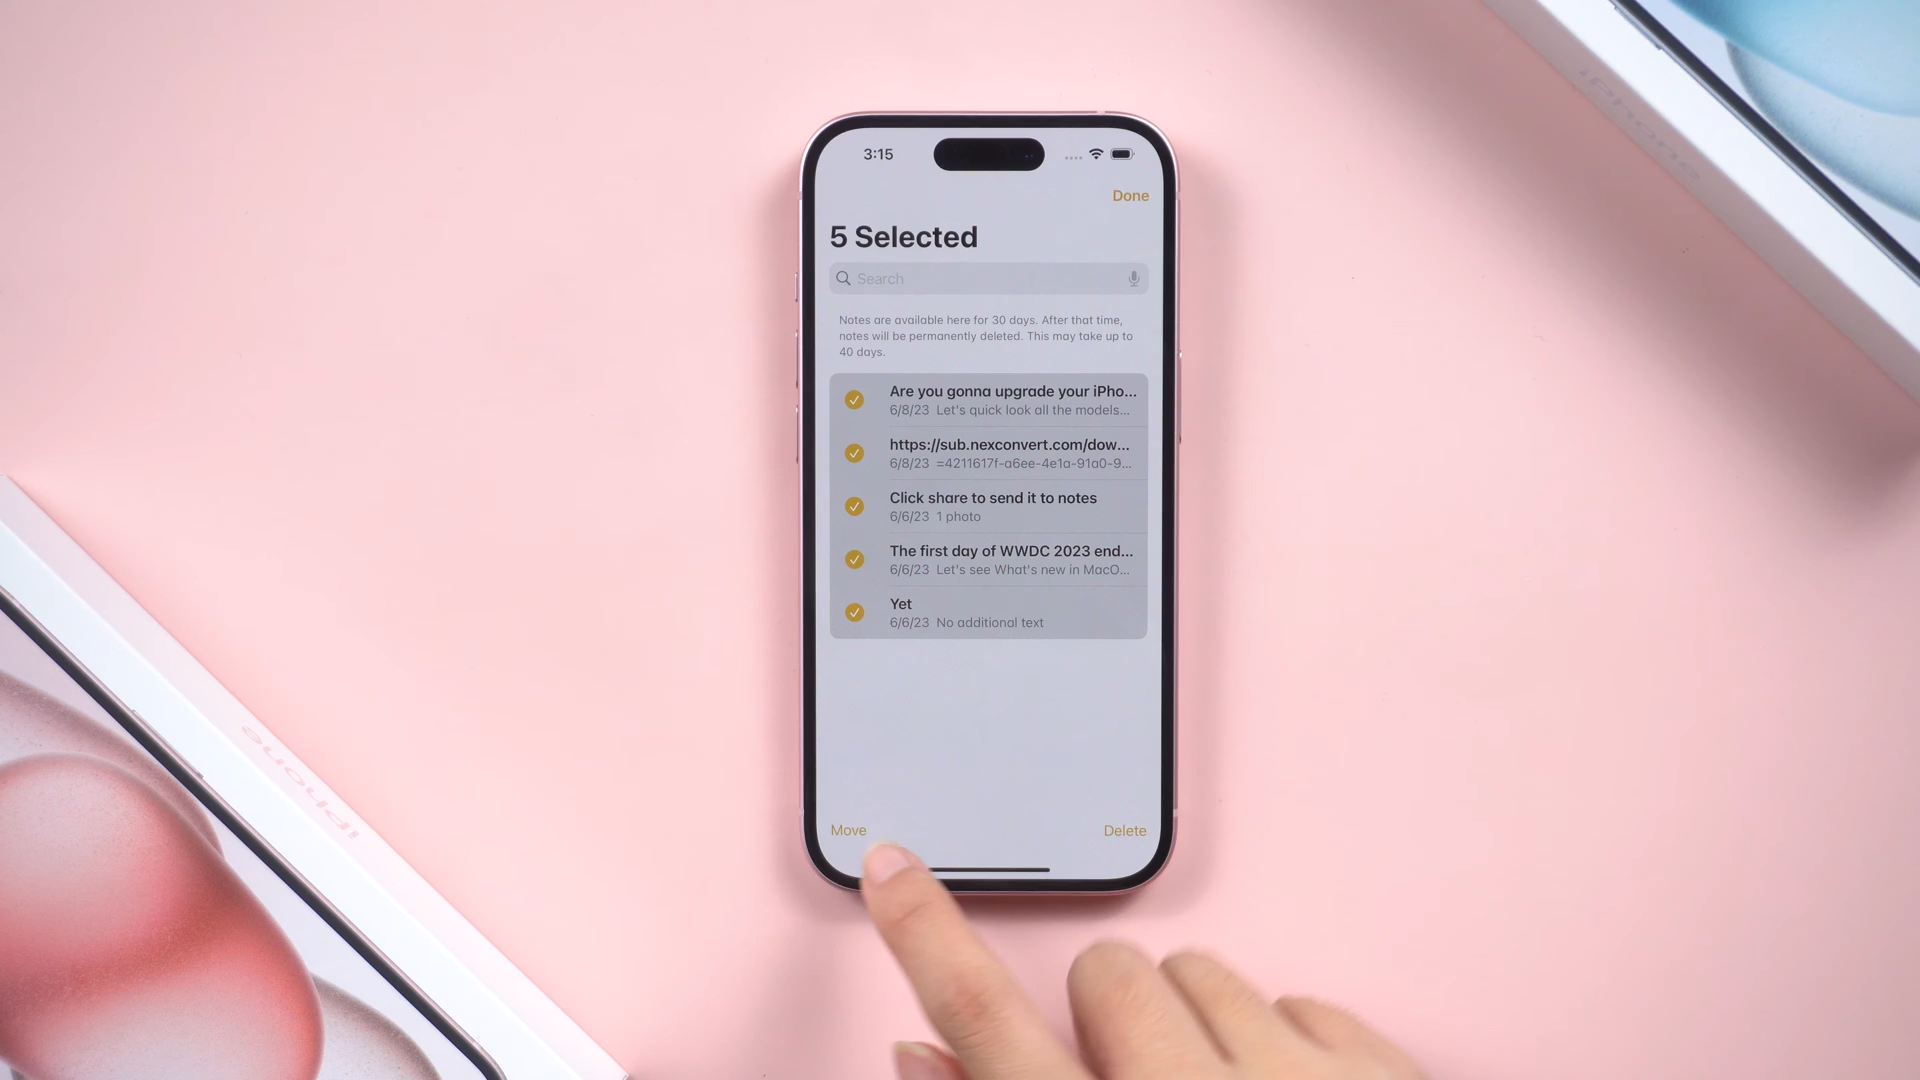 iPhone
3:15
Done
5 Selected
Search
Notes are available here for 30 days. After that time,
notes will be permanently deleted. This may take up to
40 days.
Are you gonna upgrade your iPho...
6/8/23 Let's quick look all the models...
https://sub.nexconvert.com/dow...
6/8/23 =4211617f-a6ee-4e1a-91a0-9...
Click share to send it to notes
6/6/23 1 photo
The first day of WWDC 2023 end...
6/6/23 Let's see What's new in MacO...
Yet
6/6/23 No additional text
iPhone
Move
Delete